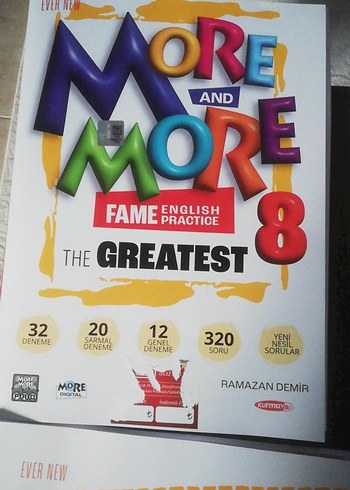 EVER NEW
MORE
AND
MORE
8
FAME ENGLISH
PRACTICE
THE GREATEST
32
DENEME
20
SARMAL
DENEME
12
GENEL
DENEME
320
SORU
YENİ
NESİL
SORULAR
MORE
DIGITAL
RAMAZAN DEMİR
KURMAY
EVER NEW